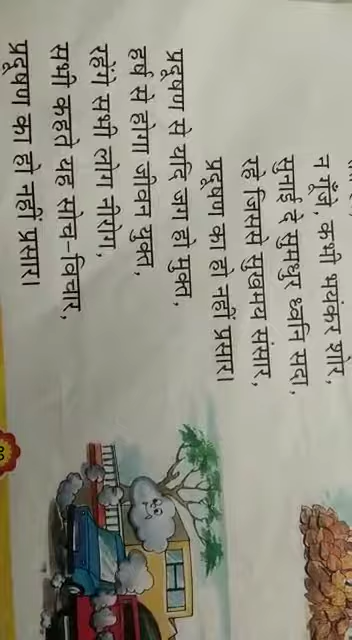 न गूँजे, कभी भयंकर शोर,
सुनाई दे सुमधुर ध्वनि सदा,
रहे जिससे सुखमय संसार,
प्रदूषण का हो नहीं प्रसार।
प्रदूषण से यदि जग हो मुक्त,
हर्ष से होगा जीवन युक्त,
रहेंगे सभी लोग नीरोग,
सभी कहते यह सोच-विचार,
प्रदूषण का हो नहीं प्रसार।